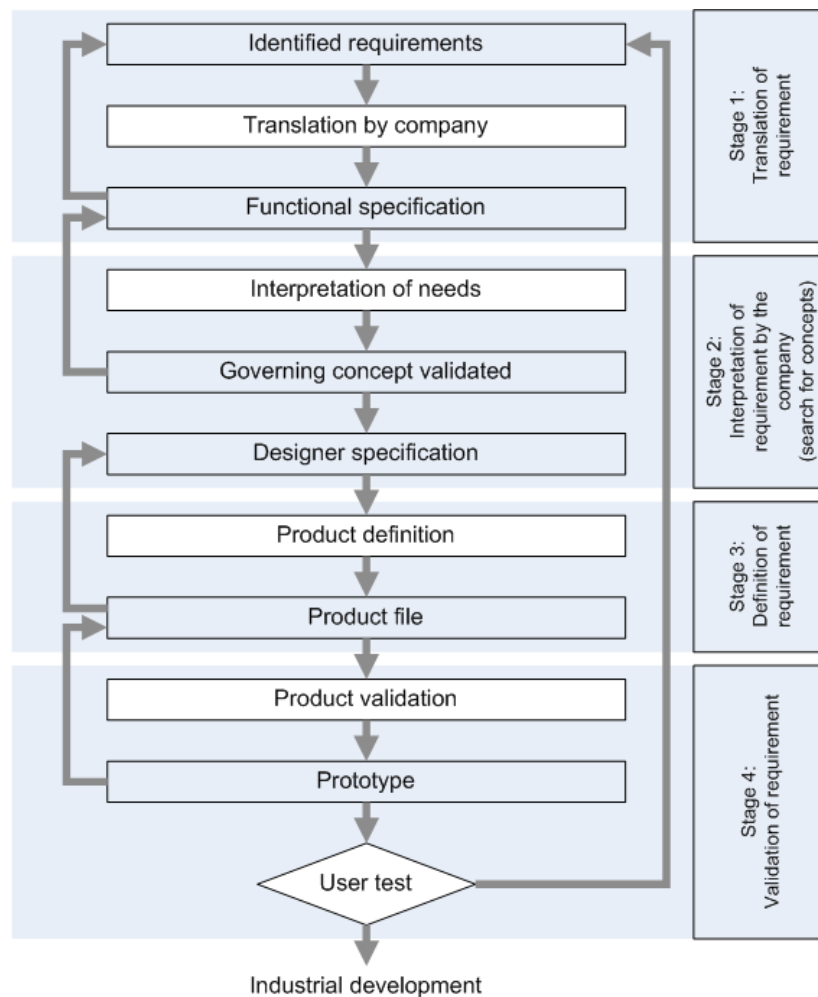 Identified requirements
Translation by company
Functional specification
Stage 1:
Translation of
requirement
Interpretation of needs
Governing concept validated
Designer specification
Stage 2:
Interpretation of
requirement by the
company
(search for concepts)
Product definition
Product file
Stage 3:
Definition of
requirement
Product validation
Prototype
User test
Stage 4:
Validation of requirement
Industrial development